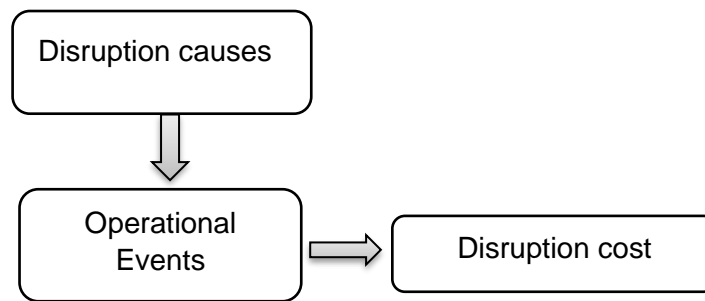 Disruption causes
Operational
Events
Disruption cost